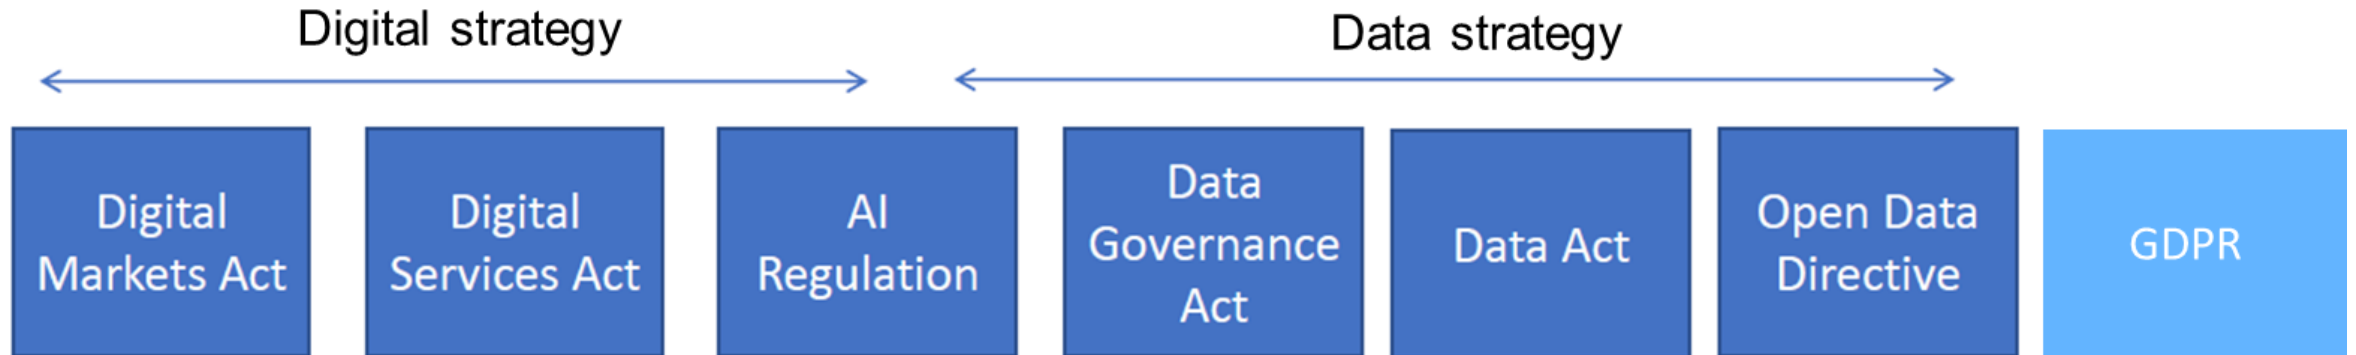 Digital strategy
Data strategy
Digital
Markets Act
Digital
Services Act
AI
Regulation
Data
Governance
Act
Data Act
Open Data
Directive
GDPR